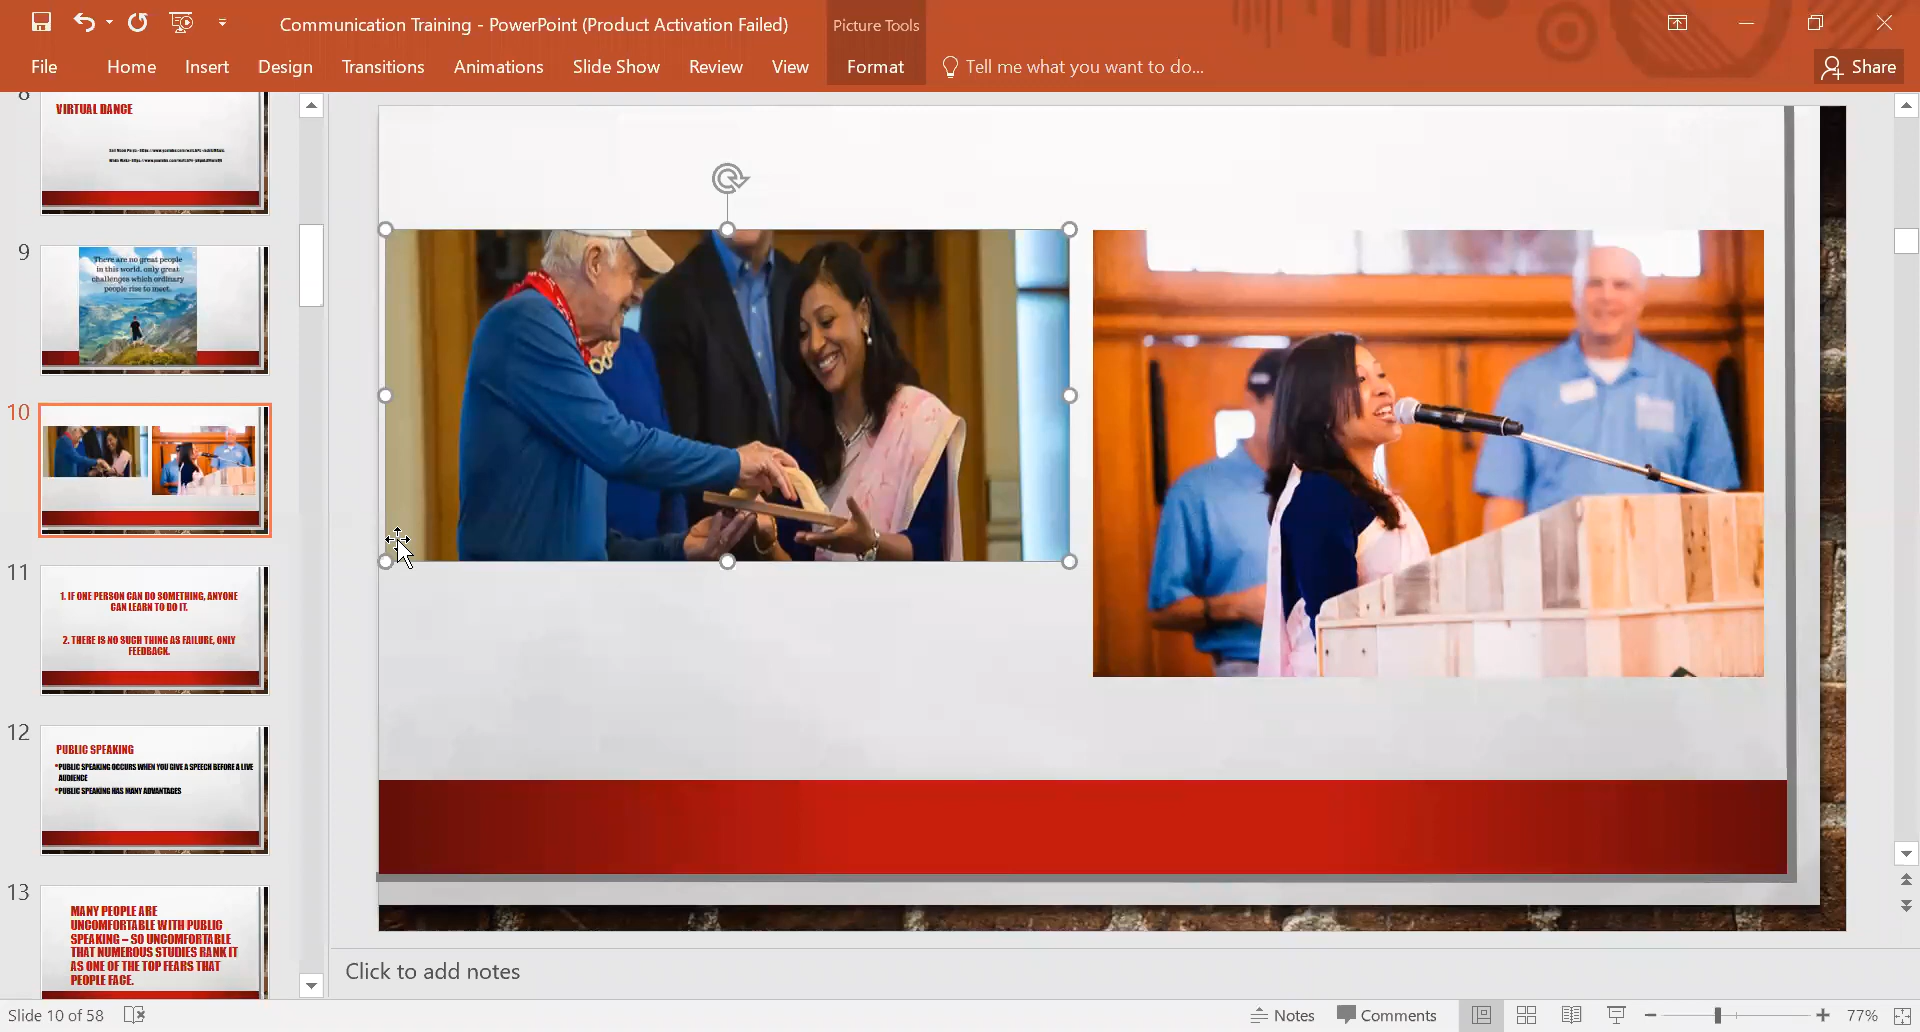 Communication Training - PowerPoint (Product Activation Failed)
Picture Tools
File
Home
Insert
Design
Transitions
Animations
Slide Show
Review
View
Format
Tell me what you want to do...
Share
8
VIRTUAL DANCE
9
There are no great people
in this world, only great
challenges which ordinary
people rise to meet.
10
11
1. IF ONE PERSON CAN DO SOMETHING, ANYONE
CAN LEARN TO DO IT.
2. THERE IS NO SUCH THING AS FAILURE, ONLY
FEEDBACK.
12
PUBLIC SPEAKING
•PUBLIC SPEAKING OCCURS WHEN YOU GIVE A SPEECH BEFORE A LIVE
AUDIENCE
•PUBLIC SPEAKING HAS MANY ADVANTAGES
13
MANY PEOPLE ARE
UNCOMFORTABLE WITH PUBLIC
SPEAKING – SO UNCOMFORTABLE
THAT NUMEROUS STUDIES RANK IT
AS ONE OF THE TOP FEARS THAT
PEOPLE FACE.
Click to add notes
Slide 10 of 58
Notes
Comments
77%